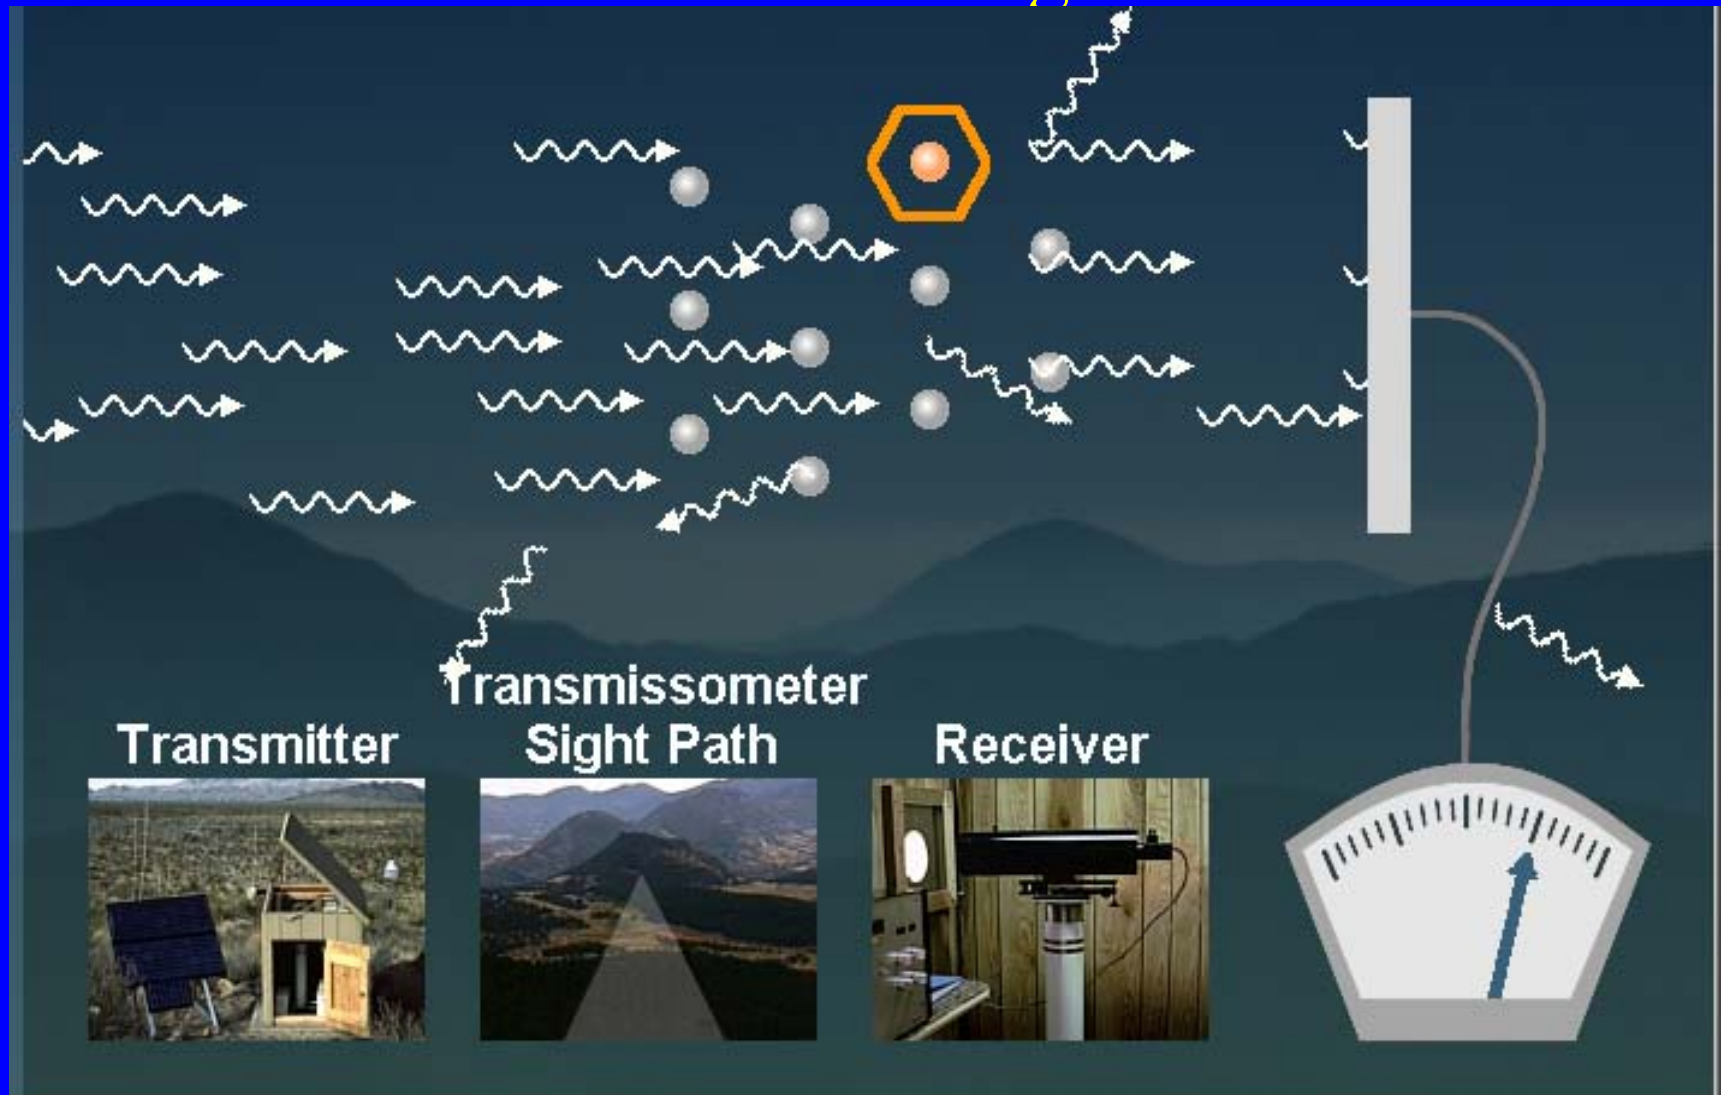 Transmitter
Transmissometer
Sight Path
Receiver